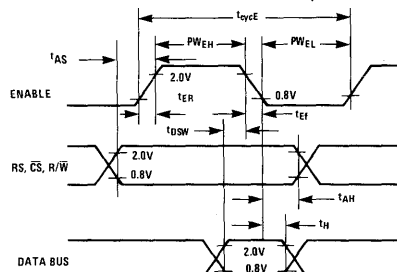 tcycE
tAS
PWEH
PWEL
2.0V
ENABLE
0.8V
tER
tEf
tDSW
RS, C̅S̅, R/W̅
2.0V
0.8V
tAH
tH
DATA BUS
2.0V
0.8V